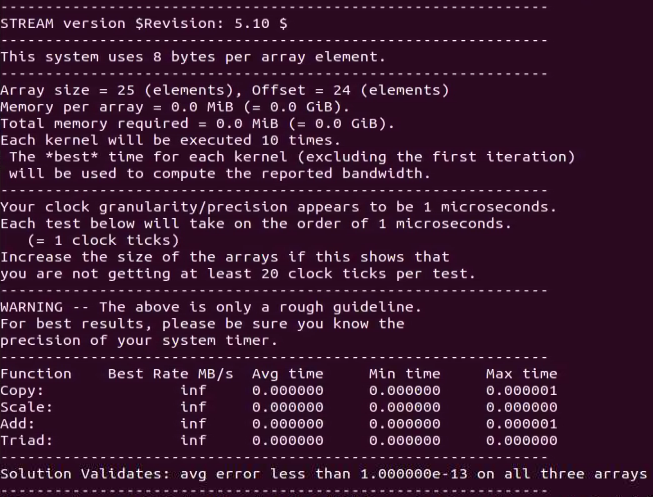 -------------------------------------------------------------
STREAM version $Revision: 5.10 $
-------------------------------------------------------------
This system uses 8 bytes per array element.
-------------------------------------------------------------
Array size = 25 (elements), Offset = 24 (elements)
Memory per array = 0.0 MiB (= 0.0 GiB).
Total memory required = 0.0 MiB (= 0.0 GiB).
Each kernel will be executed 10 times.
 The *best* time for each kernel (excluding the first iteration)
 will be used to compute the reported bandwidth.
-------------------------------------------------------------
Your clock granularity/precision appears to be 1 microseconds.
Each test below will take on the order of 1 microseconds.
   (= 1 clock ticks)
Increase the size of the arrays if this shows that
you are not getting at least 20 clock ticks per test.
-------------------------------------------------------------
WARNING -- The above is only a rough guideline.
For best results, please be sure you know the
precision of your system timer.
-------------------------------------------------------------
Function    Best Rate MB/s  Avg time     Min time     Max time
Copy:               inf     0.000000     0.000000     0.000001
Scale:              inf     0.000000     0.000000     0.000000
Add:                inf     0.000000     0.000000     0.000001
Triad:              inf     0.000000     0.000000     0.000000
-------------------------------------------------------------
Solution Validates: avg error less than 1.000000e-13 on all three arrays
-------------------------------------------------------------